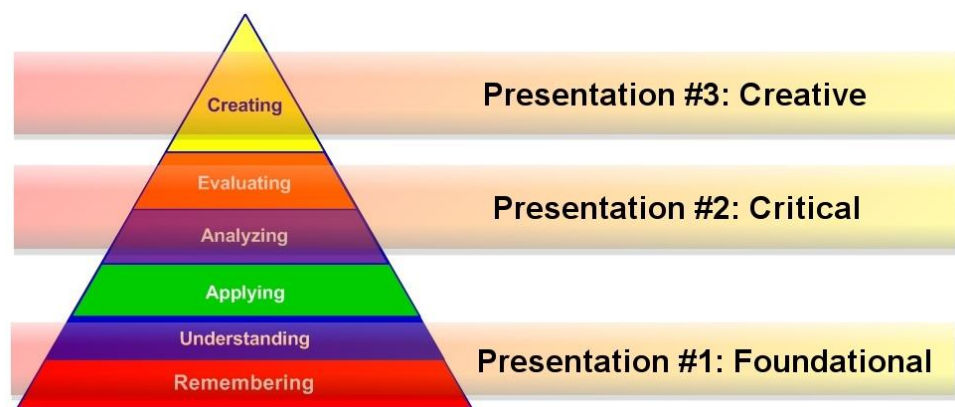 Creating
Presentation #3: Creative
Evaluating
Presentation #2: Critical
Analyzing
Applying
Understanding
Presentation #1: Foundational
Remembering